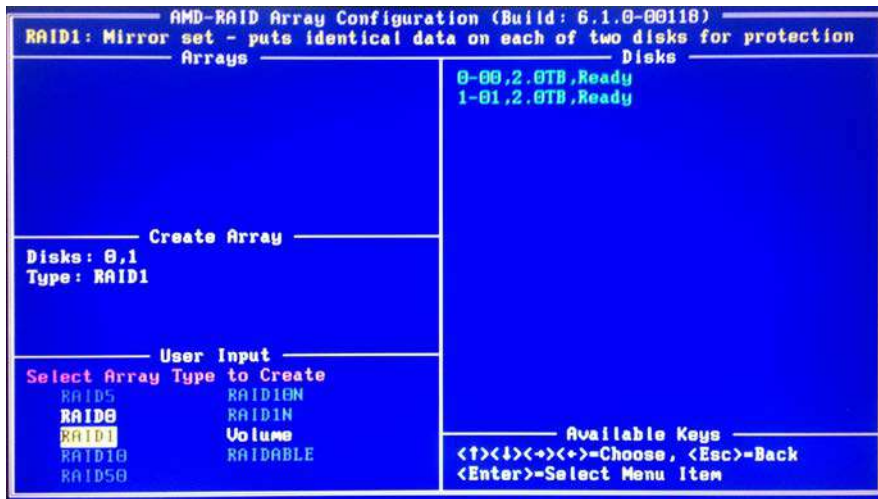 AMD-RAID Array Configuration (Build: 6.1.0-00118)
RAID1: Mirror set - puts identical data on each of two disks for protection
Arrays
Disks
0-00,2.0TB,Ready
1-01,2.0TB,Ready
Create Array
Disks: 0,1
Type: RAID1
User Input
Select Array Type to Create
RAID5 RAID10N
RAID0 RAID1N
RAID1 Volume
RAID10 RAIDABLE
RAID50
Available Keys
<↑><↓><→><←>=Choose, <Esc>=Back
<Enter>=Select Menu Item